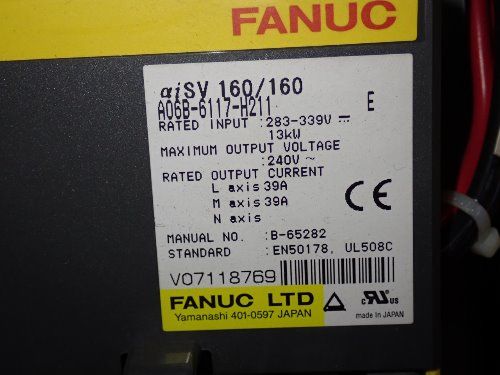 FANUC
αiSV 160/160
A06B-6117-H211 E
RATED INPUT :283-339V ⎓
13kW
MAXIMUM OUTPUT VOLTAGE
:240V ~
RATED OUTPUT CURRENT
L axis 39A
M axis 39A
N axis
CE
MANUAL NO. :B-65282
STANDARD :EN50178, UL508C
V07118769
FANUC LTD
Yamanashi 401-0597 JAPAN
c RU US
made in JAPAN